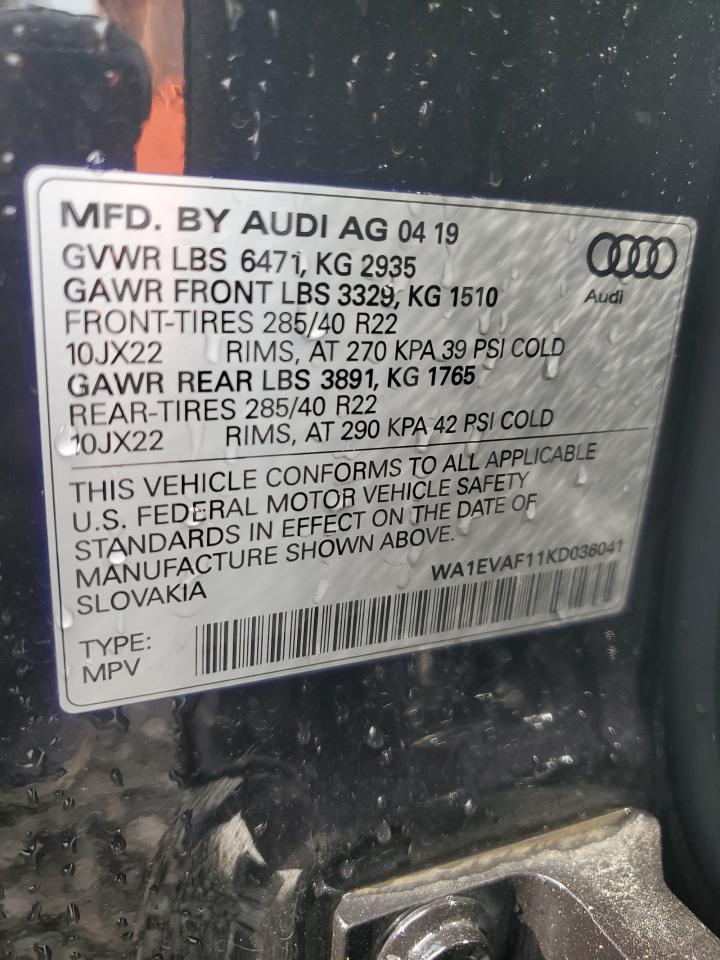 MFD. BY AUDI AG 04 19
GVWR LBS 6471, KG 2935
GAWR FRONT LBS 3329, KG 1510
FRONT-TIRES 285/40 R22
10JX22 RIMS, AT 270 KPA 39 PSI COLD
GAWR REAR LBS 3891, KG 1765
REAR-TIRES 285/40 R22
10JX22 RIMS, AT 290 KPA 42 PSI COLD
Audi
THIS VEHICLE CONFORMS TO ALL APPLICABLE
U.S. FEDERAL MOTOR VEHICLE SAFETY
STANDARDS IN EFFECT ON THE DATE OF
MANUFACTURE SHOWN ABOVE.
SLOVAKIA
WA1EVAF11KD036041
TYPE:
MPV